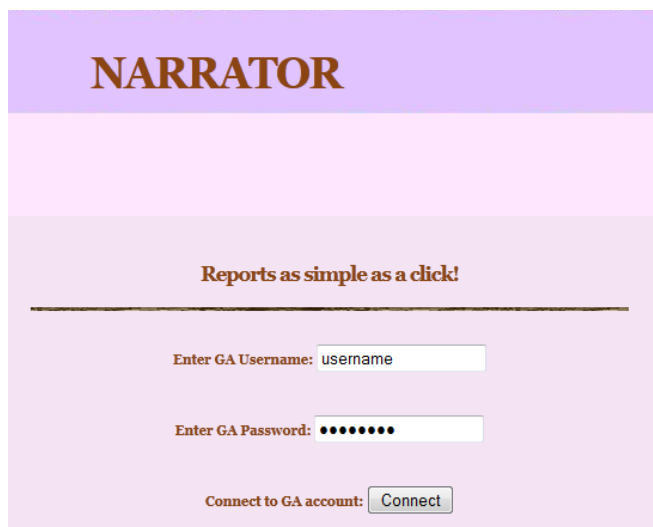 NARRATOR
Reports as simple as a click!
Enter GA Username: username
Enter GA Password: ●●●●●●●●
Connect to GA account: Connect